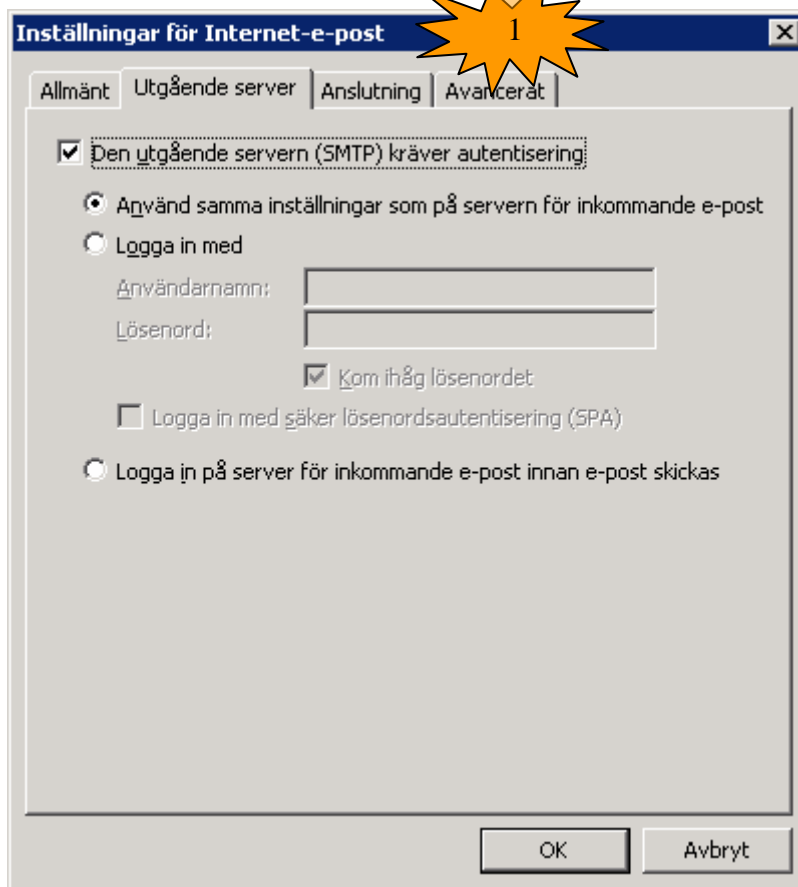 Inställningar för Internet-e-post
1
Allmänt
Utgående server
Anslutning
Avancerat
Den utgående servern (SMTP) kräver autentisering
Använd samma inställningar som på servern för inkommande e-post
Logga in med
Användarnamn:
Lösenord:
Kom ihåg lösenordet
Logga in med säker lösenordsautentisering (SPA)
Logga in på server för inkommande e-post innan e-post skickas
OK
Avbryt